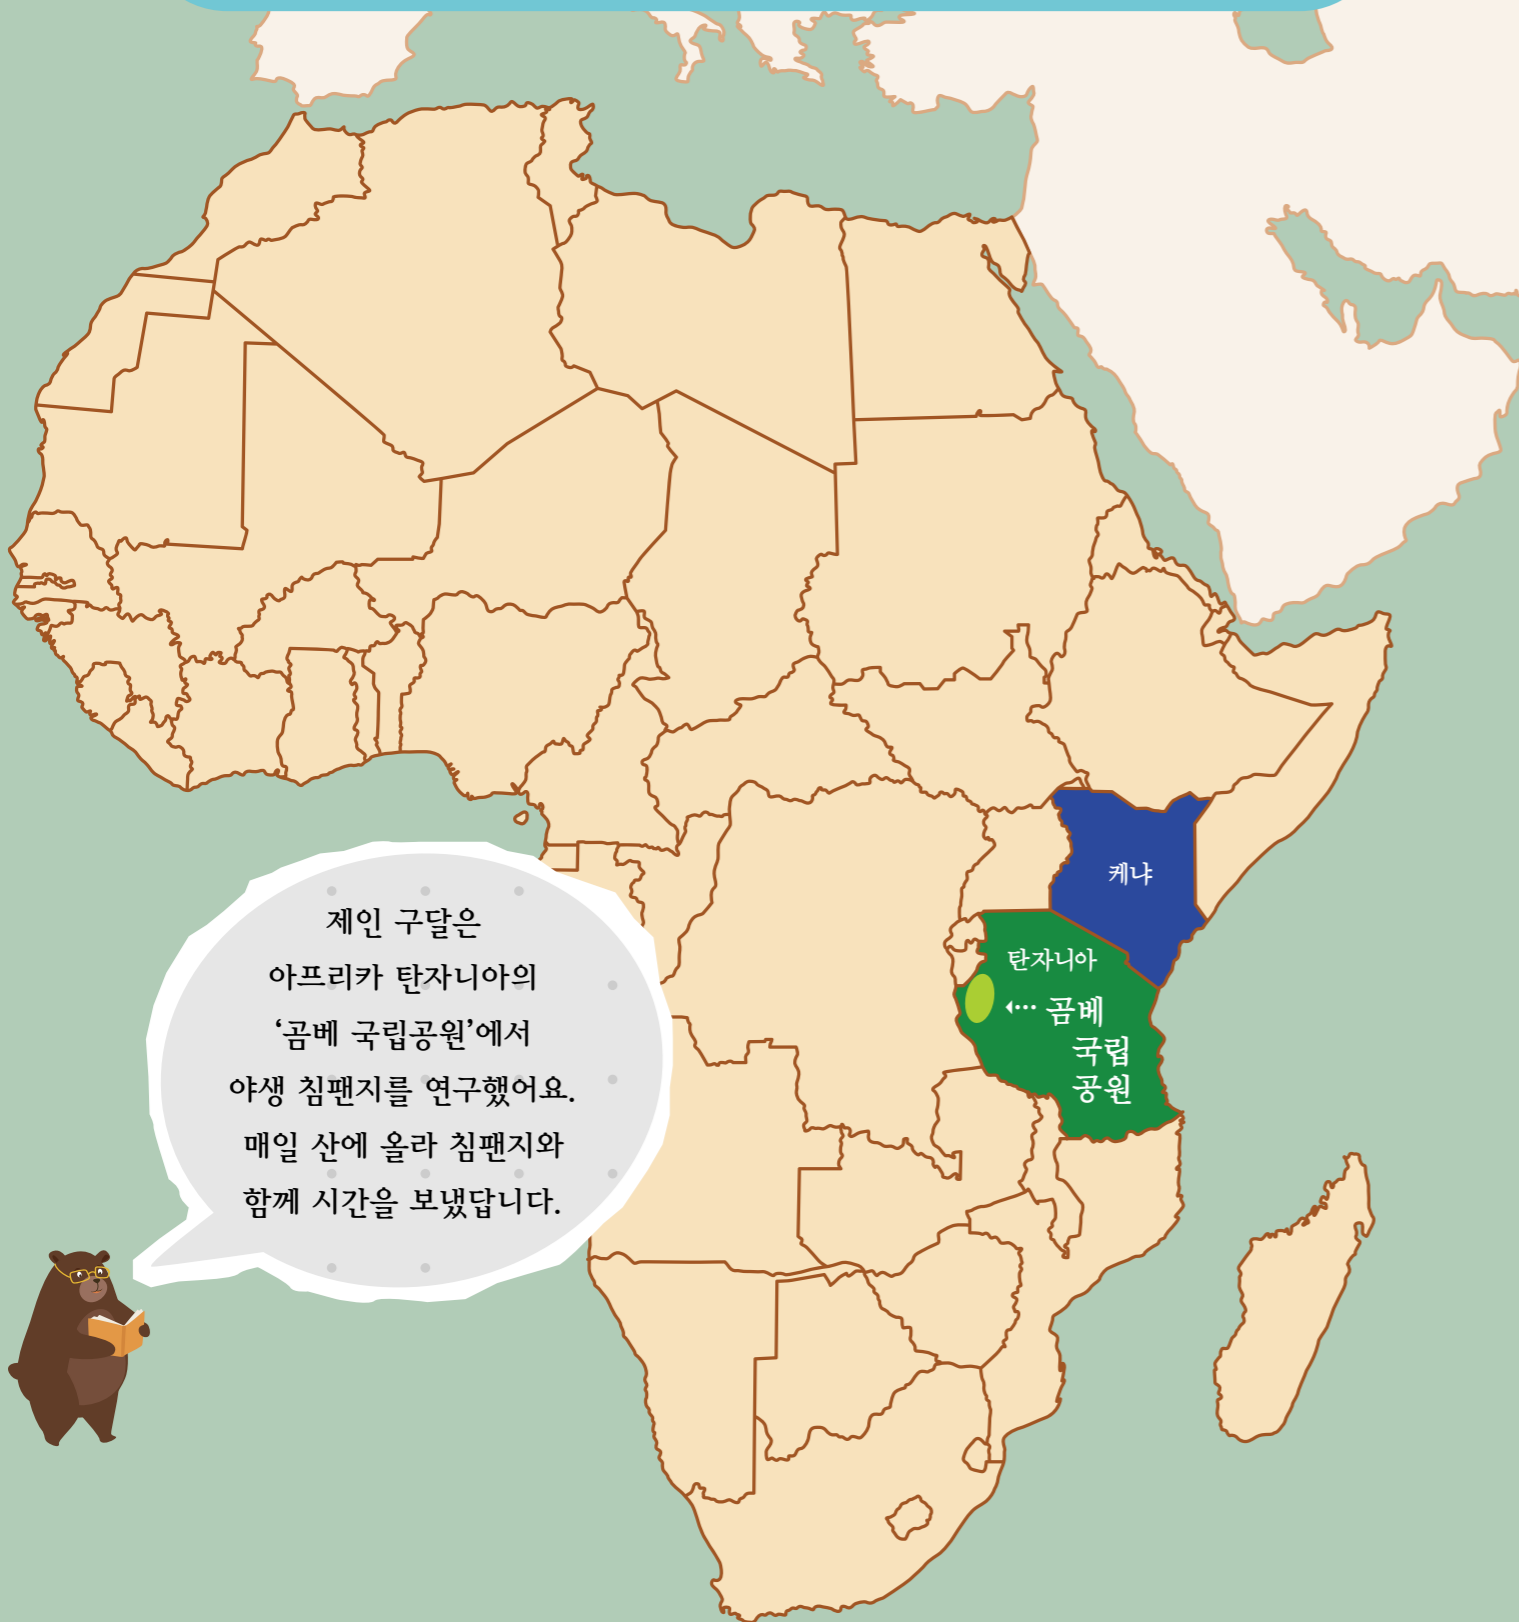 제인 구달은
아프리카 탄자니아의
‘곰베 국립공원’에서
야생 침팬지를 연구했어요.
매일 산에 올라 침팬지와
함께 시간을 보냈답니다.
케냐
탄자니아
곰베
국립
공원